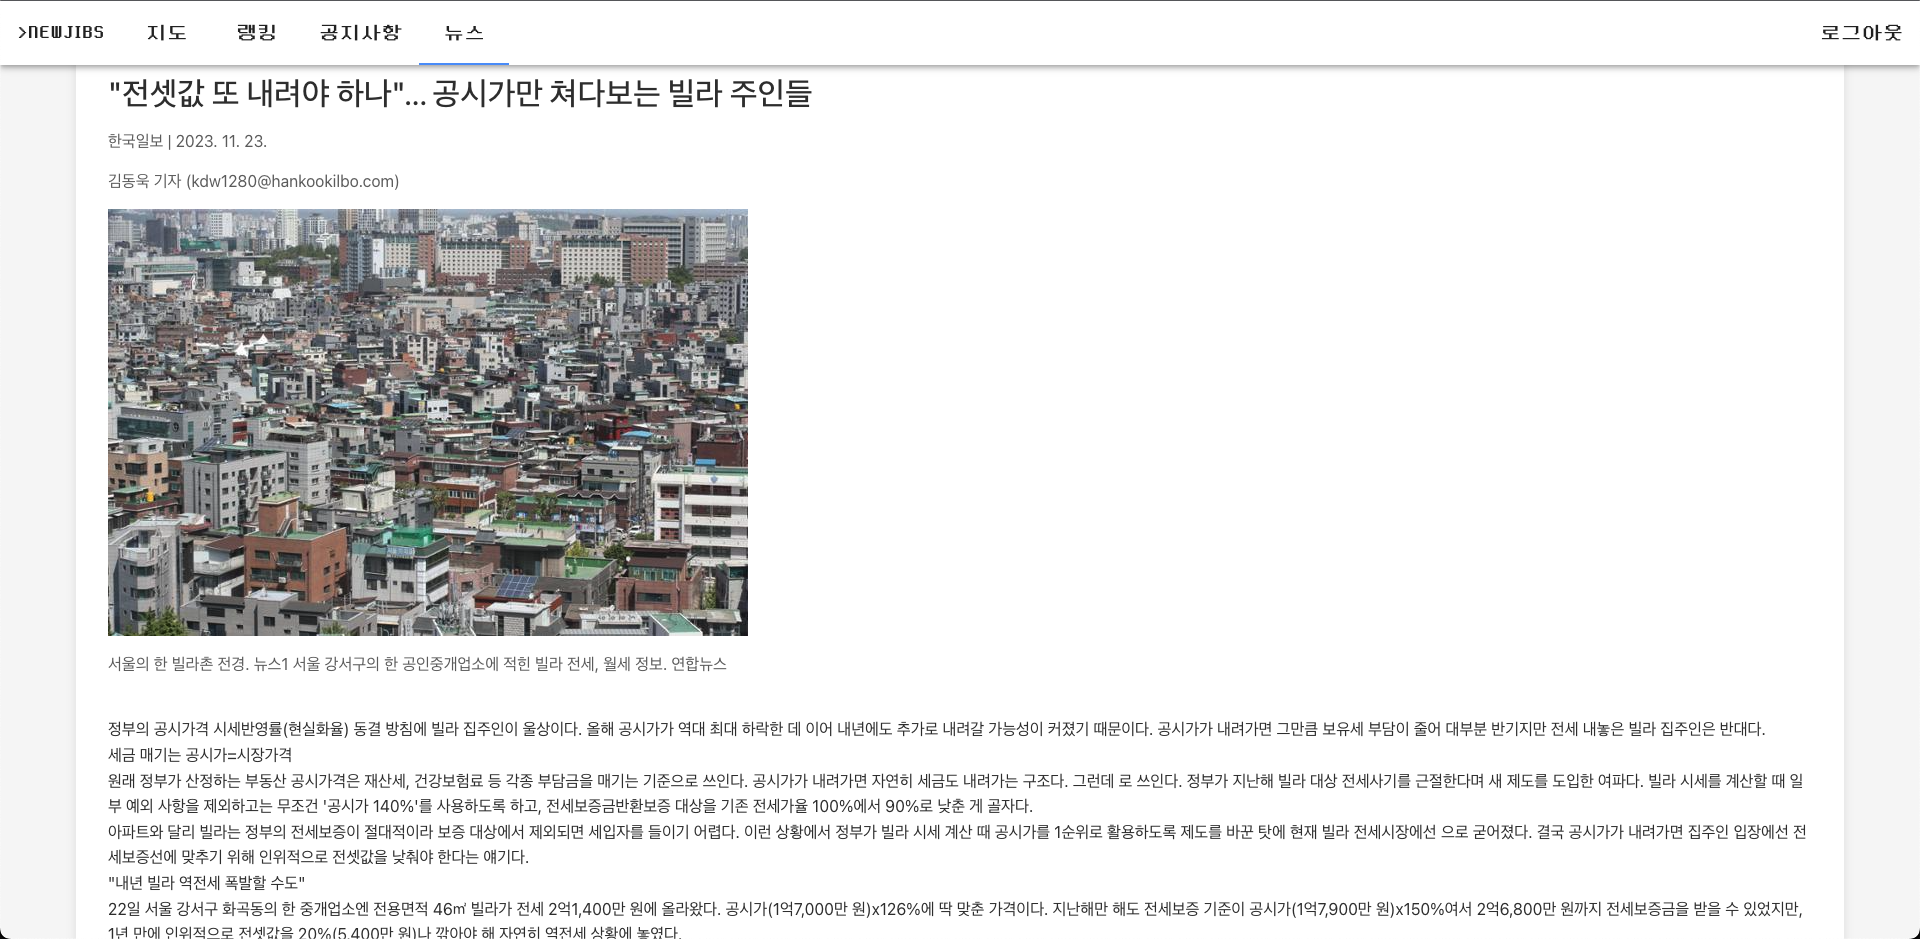 >NEWJIBS 지도 랭킹 공지사항 뉴스 로그아웃
"전셋값 또 내려야 하나"... 공시가만 쳐다보는 빌라 주인들
한국일보 | 2023. 11. 23.
김동욱 기자 (kdw1280@hankookilbo.com)
서울의 한 빌라촌 전경. 뉴스1 서울 강서구의 한 공인중개업소에 적힌 빌라 전세, 월세 정보. 연합뉴스
정부의 공시가격 시세반영률(현실화율) 동결 방침에 빌라 집주인이 울상이다. 올해 공시가가 역대 최대 하락한 데 이어 내년에도 추가로 내려갈 가능성이 커졌기 때문이다. 공시가가 내려가면 그만큼 보유세 부담이 줄어 대부분 반기지만 전세 내놓은 빌라 집주인은 반대다.
세금 매기는 공시가=시장가격
원래 정부가 산정하는 부동산 공시가격은 재산세, 건강보험료 등 각종 부담금을 매기는 기준으로 쓰인다. 공시가가 내려가면 자연히 세금도 내려가는 구조다. 그런데 로 쓰인다. 정부가 지난해 빌라 대상 전세사기를 근절한다며 새 제도를 도입한 여파다. 빌라 시세를 계산할 때 일
부 예외 사항을 제외하고는 무조건 '공시가 140%'를 사용하도록 하고, 전세보증금반환보증 대상을 기존 전세가율 100%에서 90%로 낮춘 게 골자다.
아파트와 달리 빌라는 정부의 전세보증이 절대적이라 보증 대상에서 제외되면 세입자를 들이기 어렵다. 이런 상황에서 정부가 빌라 시세 계산 때 공시가를 1순위로 활용하도록 제도를 바꾼 탓에 현재 빌라 전세시장에선 으로 굳어졌다. 결국 공시가가 내려가면 집주인 입장에선 전
세보증선에 맞추기 위해 인위적으로 전셋값을 낮춰야 한다는 얘기다.
"내년 빌라 역전세 폭발할 수도"
22일 서울 강서구 화곡동의 한 중개업소엔 전용면적 46㎡ 빌라가 전세 2억1,400만 원에 올라왔다. 공시가(1억7,000만 원)x126%에 딱 맞춘 가격이다. 지난해만 해도 전세보증 기준이 공시가(1억7,900만 원)x150%여서 2억6,800만 원까지 전세보증금을 받을 수 있었지만,
1년 만에 인위적으로 전셋값을 20%(5,400만 원)나 깎아야 해 자연히 역전세 상황에 놓였다.